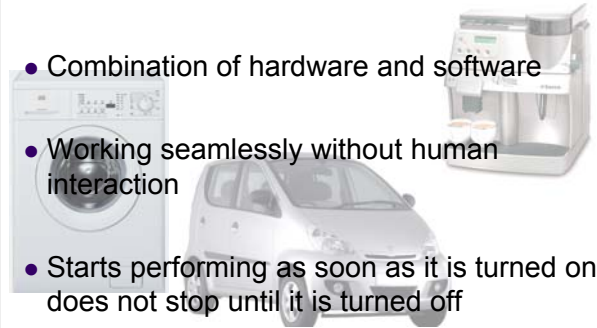 • Combination of hardware and software
• Working seamlessly without human
interaction
• Starts performing as soon as it is turned on
does not stop until it is turned off